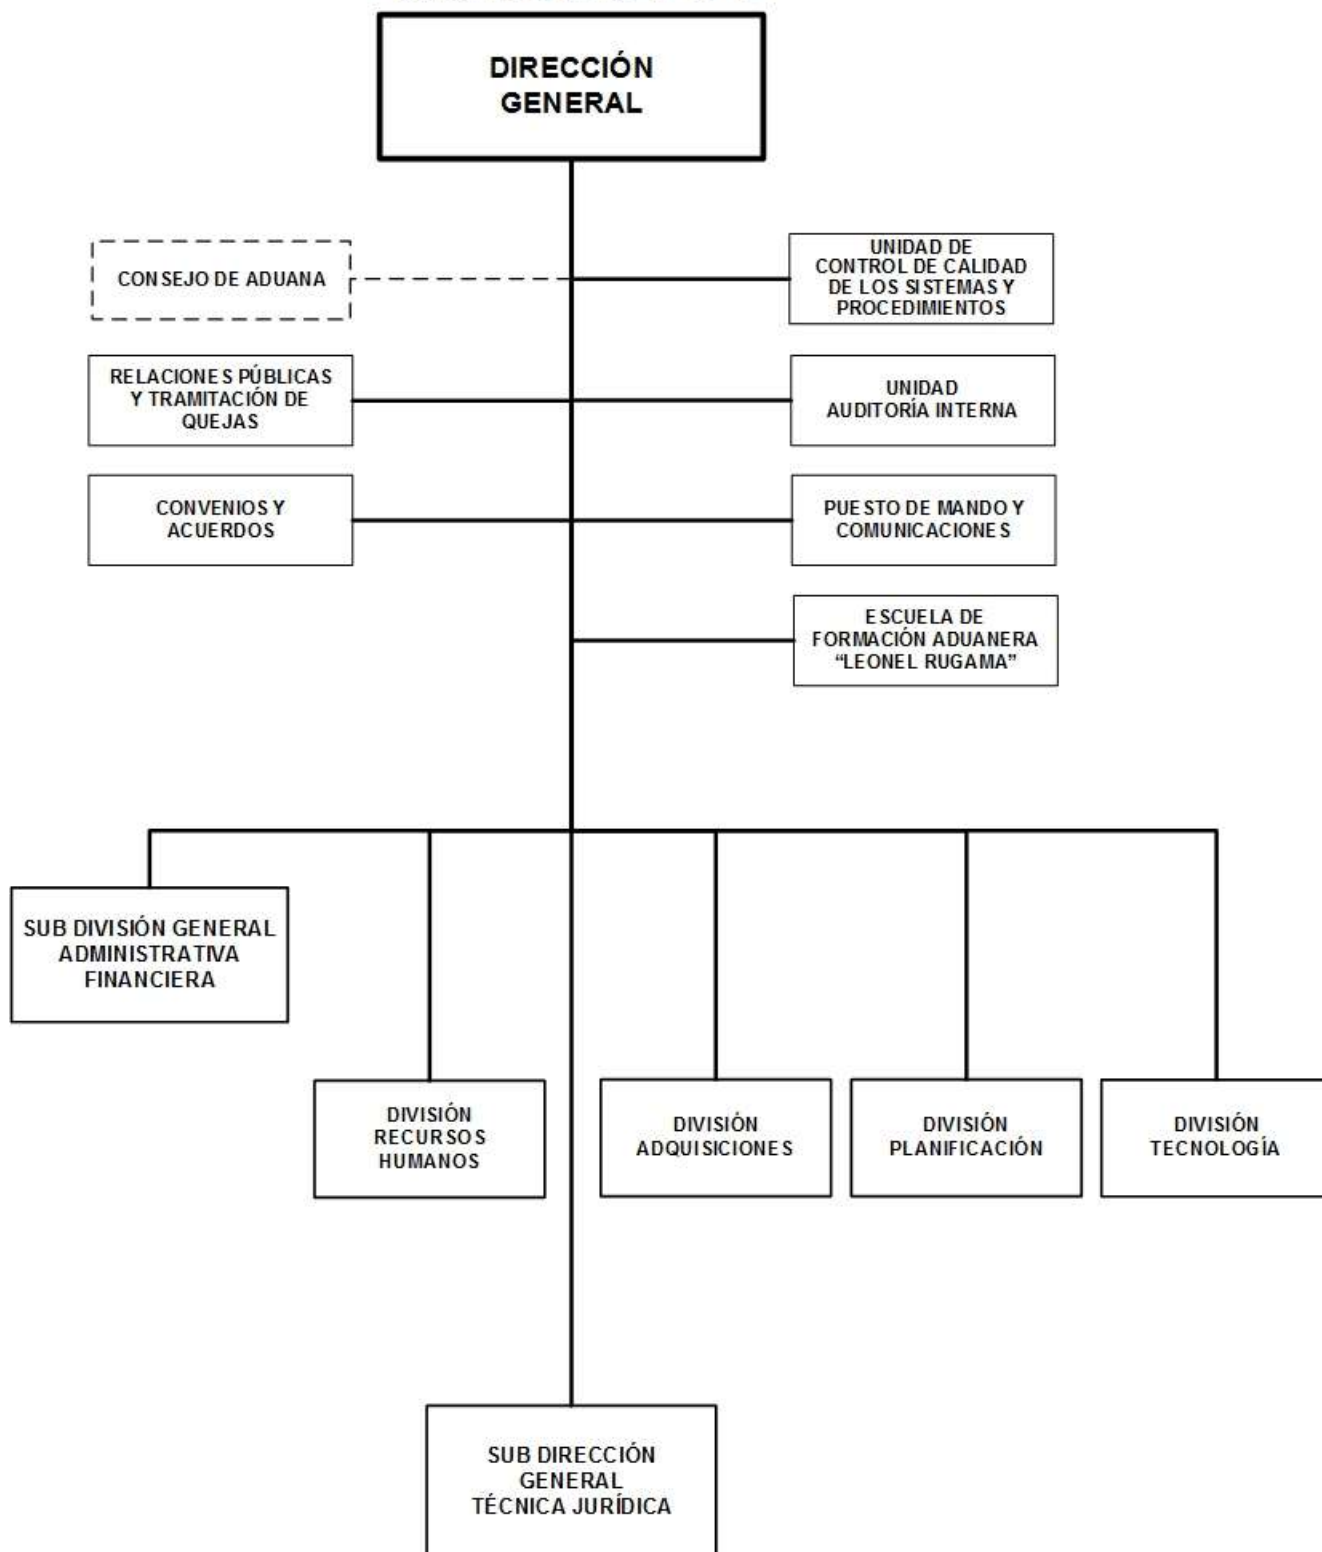 DIRECCIÓN
GENERAL
CONSEJO DE ADUANA
UNIDAD DE
CONTROL DE CALIDAD
DE LOS SISTEMAS Y
PROCEDIMIENTOS
RELACIONES PÚBLICAS
Y TRAMITACIÓN DE
QUEJAS
UNIDAD
AUDITORÍA INTERNA
CONVENIOS Y
ACUERDOS
PUESTO DE MANDO Y
COMUNICACIONES
ESCUELA DE
FORMACIÓN ADUANERA
“LEONEL RUGAMA”
SUB DIVISIÓN GENERAL
ADMINISTRATIVA
FINANCIERA
DIVISIÓN
RECURSOS
HUMANOS
DIVISIÓN
ADQUISICIONES
DIVISIÓN
PLANIFICACIÓN
DIVISIÓN
TECNOLOGÍA
SUB DIRECCIÓN
GENERAL
TÉCNICA JURÍDICA